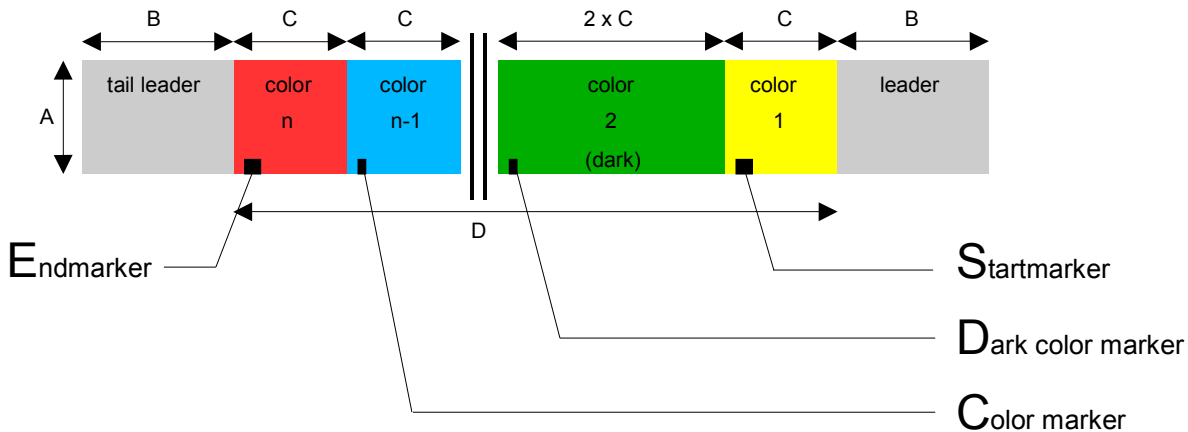 B C C 2 x C C B
tail leader color color color color leader
A n n-1 2 1
(dark)
D
Endmarker Startmarker
Dark color marker
Color marker